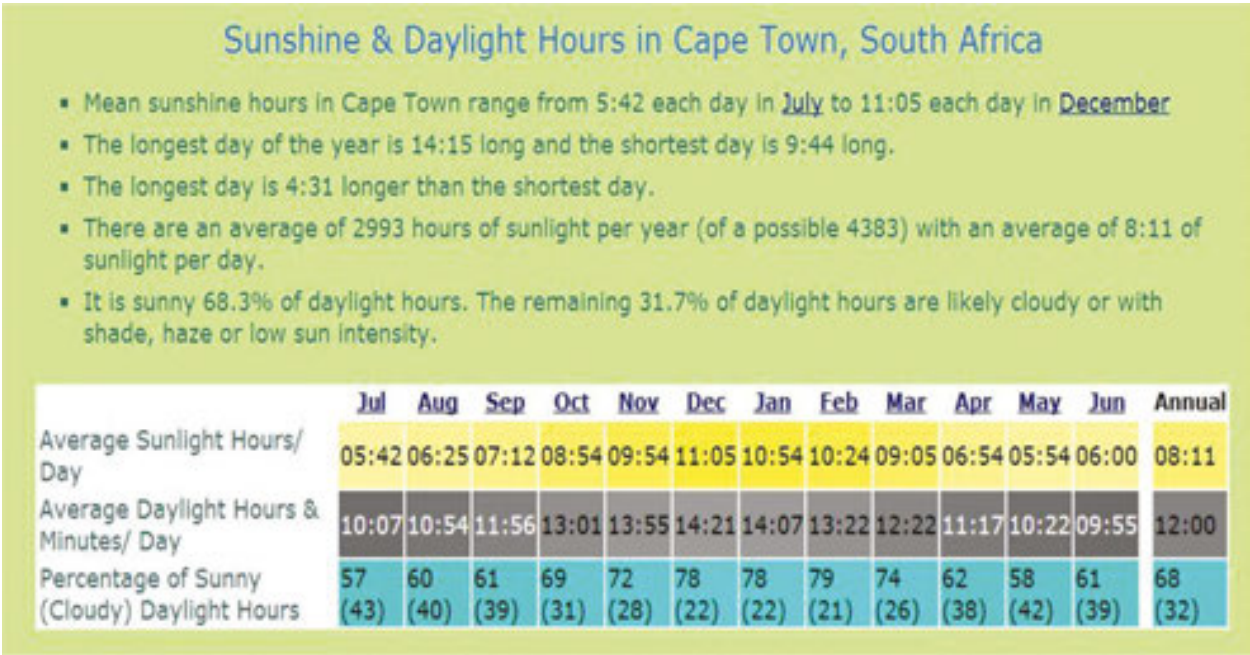 Sunshine & Daylight Hours in Cape Town, South Africa
▪ Mean sunshine hours in Cape Town range from 5:42 each day in July to 11:05 each day in December
▪ The longest day of the year is 14:15 long and the shortest day is 9:44 long.
▪ The longest day is 4:31 longer than the shortest day.
▪ There are an average of 2993 hours of sunlight per year (of a possible 4383) with an average of 8:11 of
sunlight per day.
▪ It is sunny 68.3% of daylight hours. The remaining 31.7% of daylight hours are likely cloudy or with
shade, haze or low sun intensity.
Jul Aug Sep Oct Nov Dec Jan Feb Mar Apr May Jun Annual
Average Sunlight Hours/
Day
05:42 06:25 07:12 08:54 09:54 11:05 10:54 10:24 09:05 06:54 05:54 06:00 08:11
Average Daylight Hours &
Minutes/ Day
10:07 10:54 11:56 13:01 13:55 14:21 14:07 13:22 12:22 11:17 10:22 09:55 12:00
Percentage of Sunny
(Cloudy) Daylight Hours
57 60 61 69 72 78 78 79 74 62 58 61 68
(43) (40) (39) (31) (28) (22) (22) (21) (26) (38) (42) (39) (32)